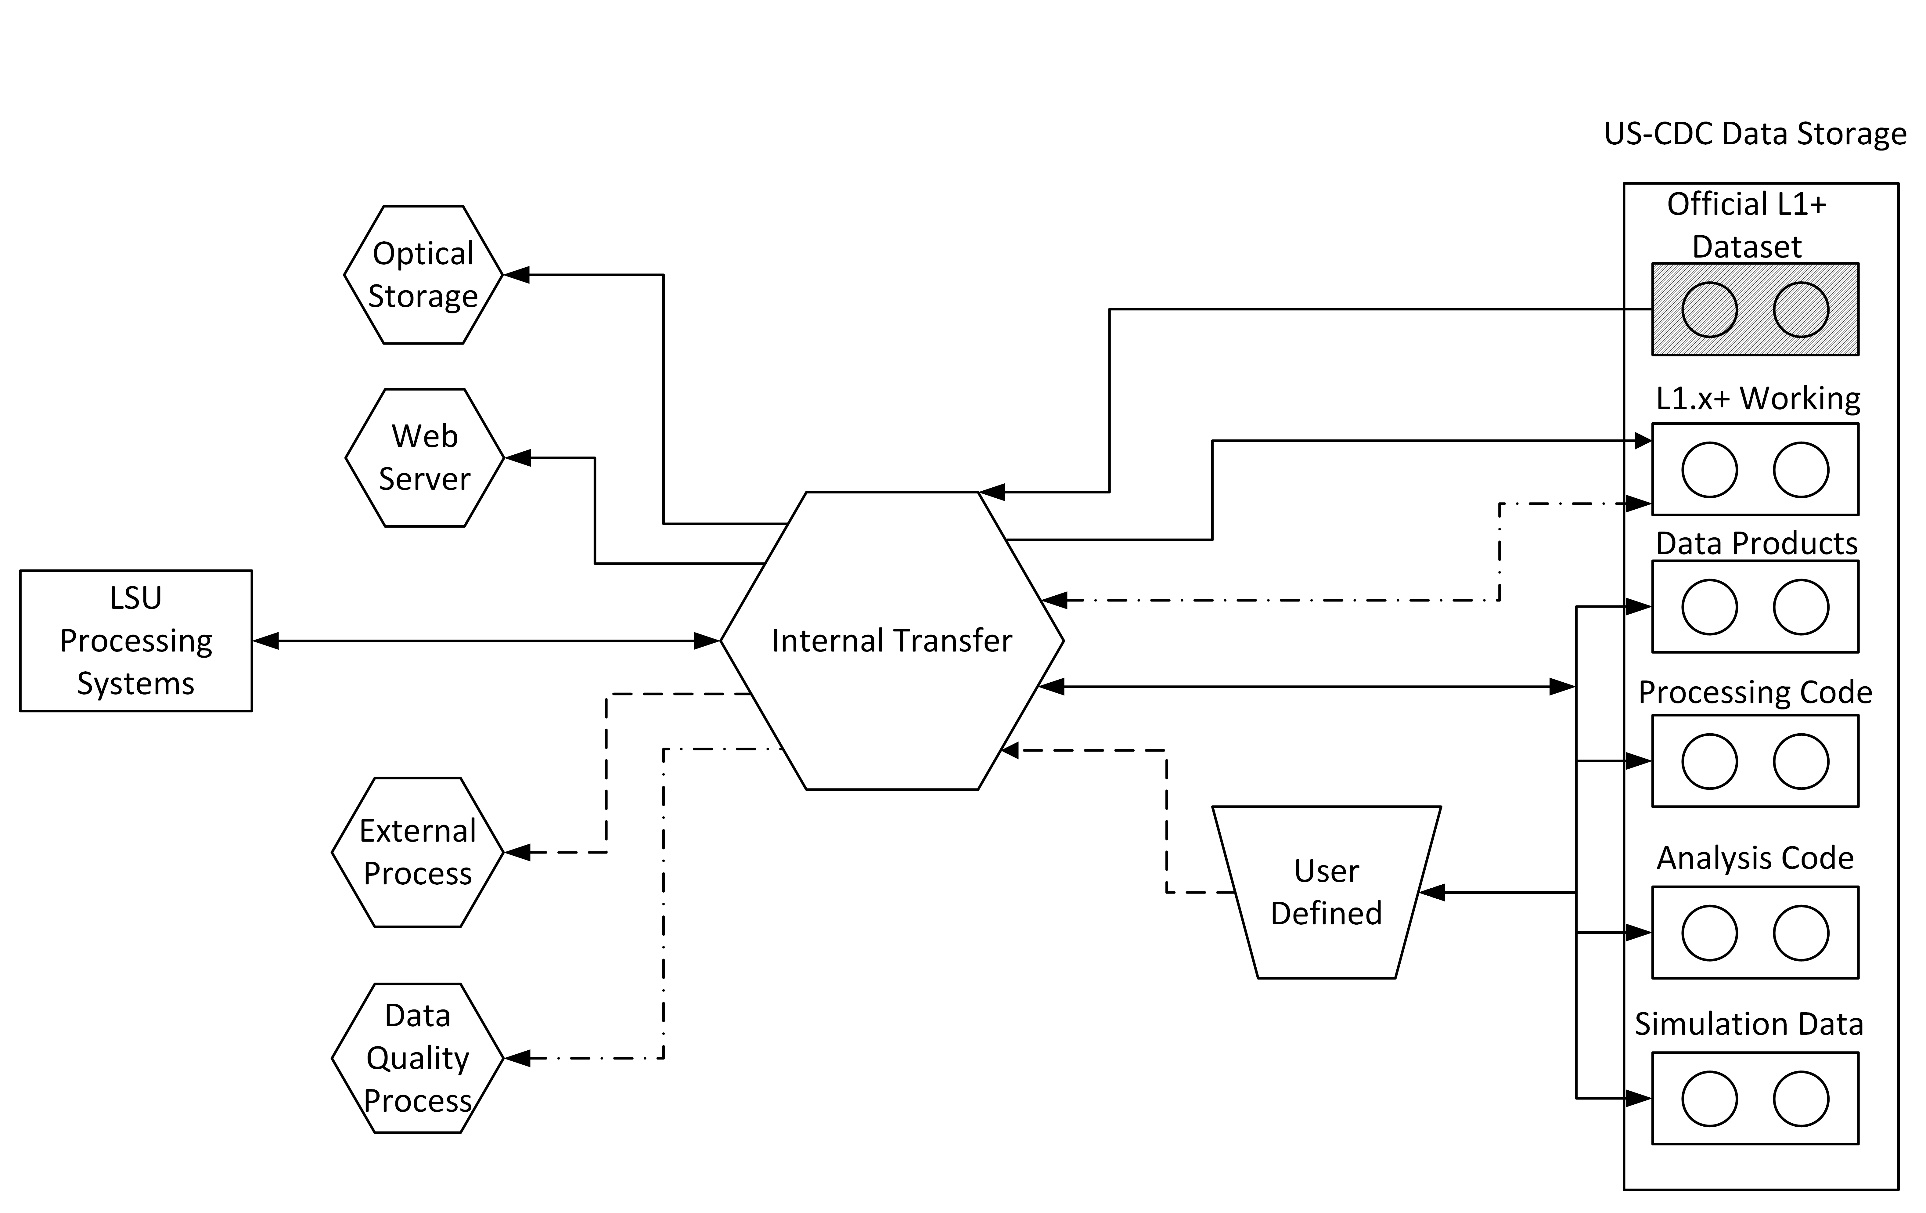 US-CDC Data Storage
Official L1+
Dataset
Optical
Storage
L1.x+ Working
Web
Server
Data Products
LSU
Processing
Systems
Internal Transfer
Processing Code
External
Process
User
Defined
Analysis Code
Data
Quality
Process
Simulation Data